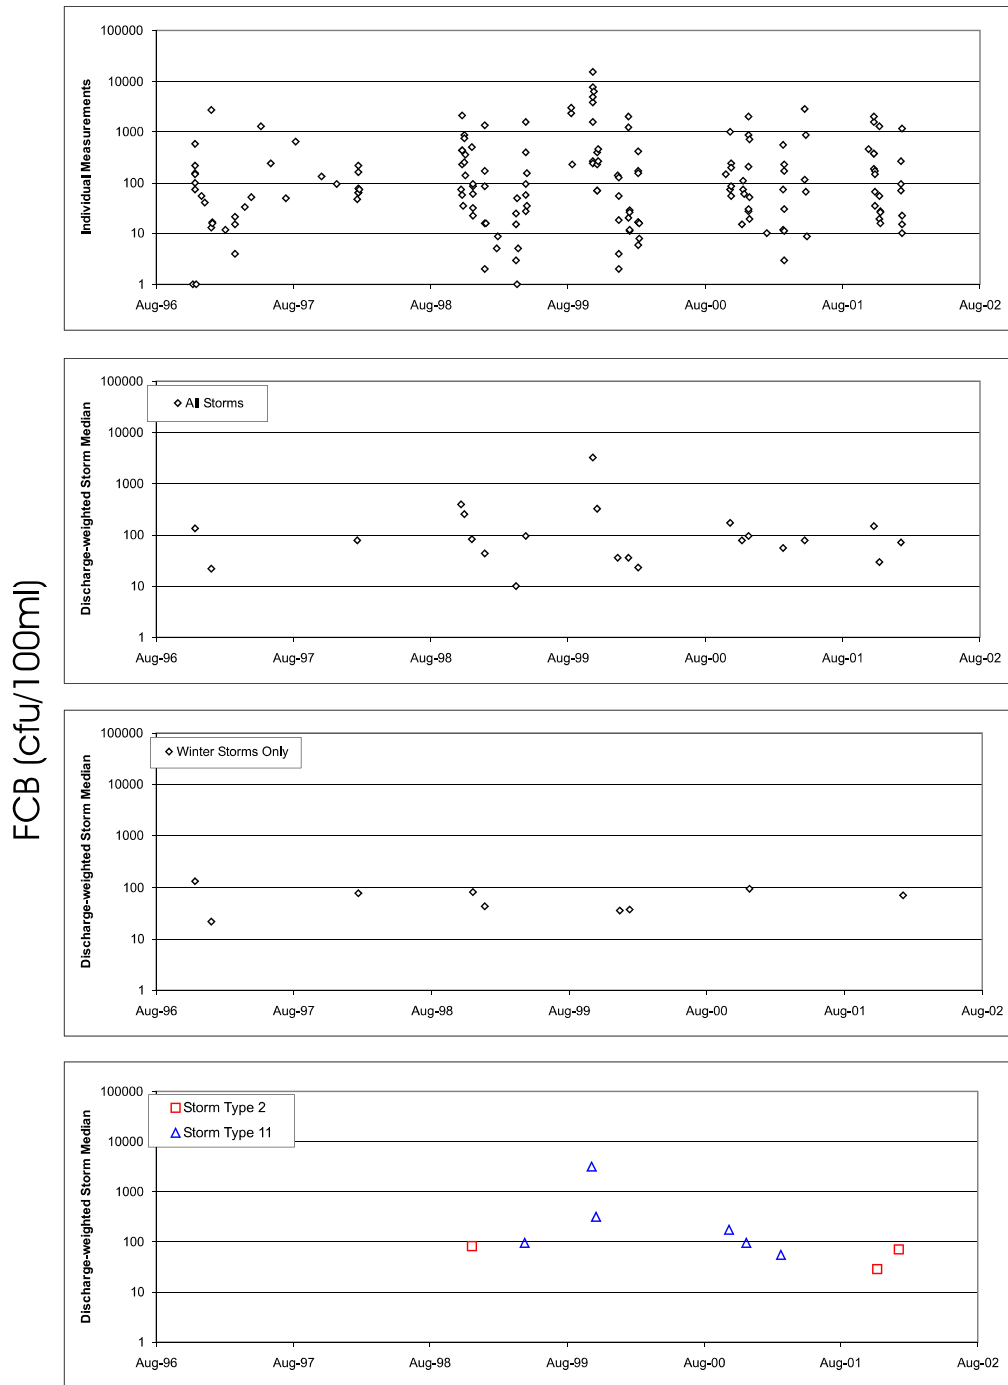 FCB (cfu/100ml)
Individual Measurements
100000
10000
1000
100
10
1
Aug-96 Aug-97 Aug-98 Aug-99 Aug-00 Aug-01 Aug-02
Discharge-weighted Storm Median
All Storms
100000
10000
1000
100
10
1
Aug-96 Aug-97 Aug-98 Aug-99 Aug-00 Aug-01 Aug-02
Discharge-weighted Storm Median
Winter Storms Only
100000
10000
1000
100
10
1
Aug-96 Aug-97 Aug-98 Aug-99 Aug-00 Aug-01 Aug-02
Discharge-weighted Storm Median
Storm Type 2
Storm Type 11
100000
10000
1000
100
10
1
Aug-96 Aug-97 Aug-98 Aug-99 Aug-00 Aug-01 Aug-02